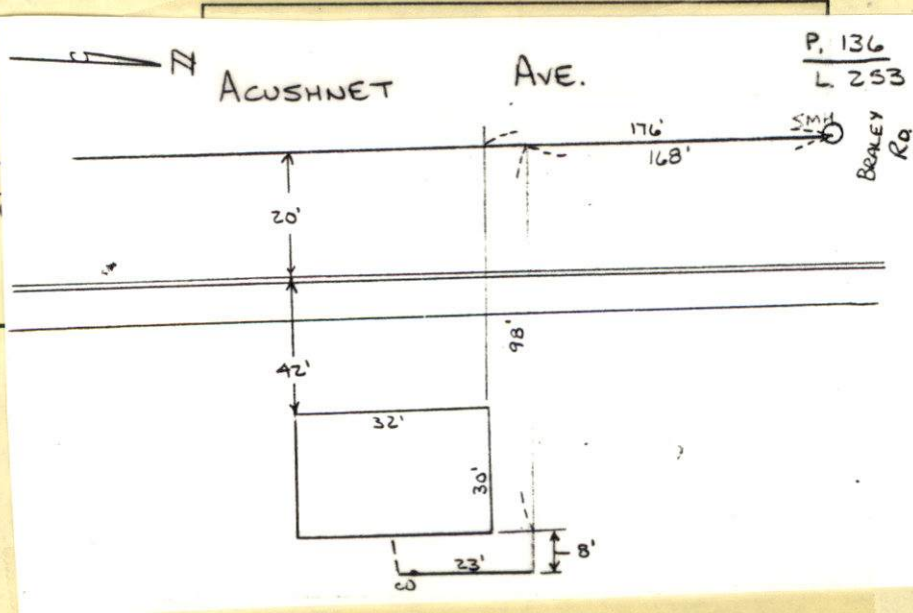 N
ACUSHNET AVE.
P. 136
L. 253
SMH
BRALEY RD.
176'
168'
20'
98'
42'
32'
30'
8'
23'
CO